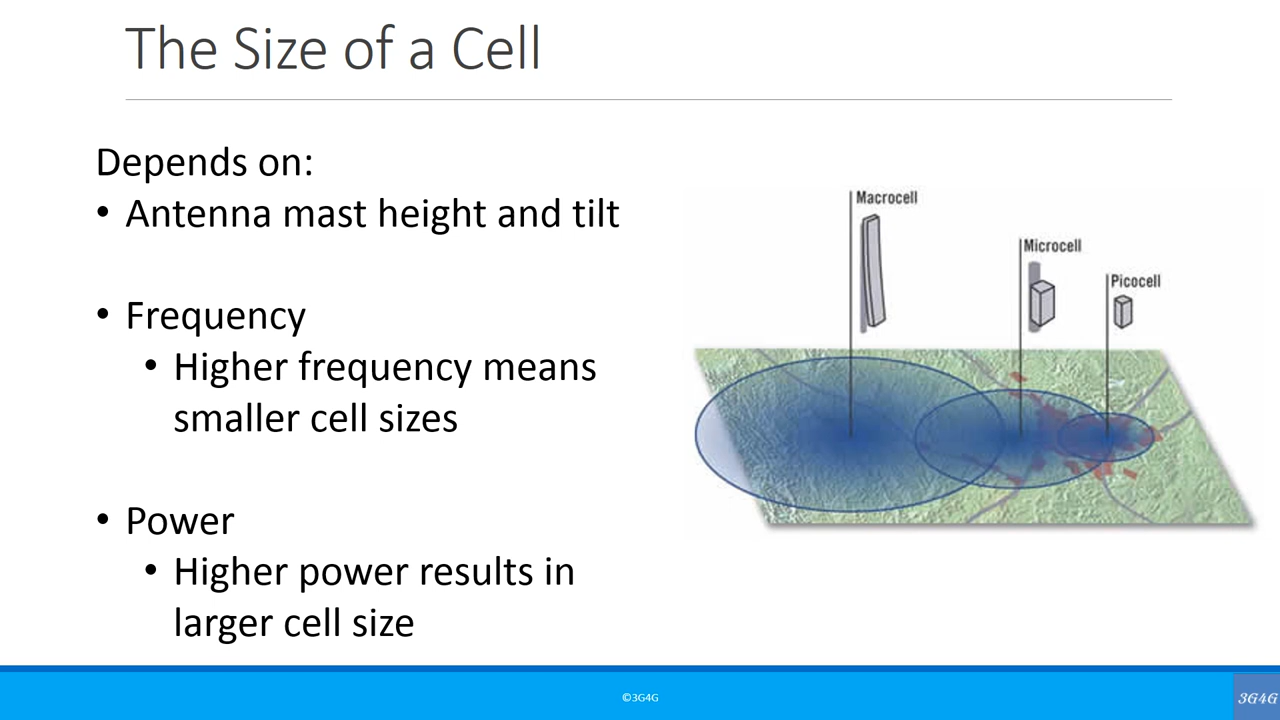 The Size of a Cell
Depends on:
• Antenna mast height and tilt
• Frequency
• Higher frequency means
smaller cell sizes
• Power
• Higher power results in
larger cell size
Macrocell
Microcell
Picocell
©3G4G
3G4G